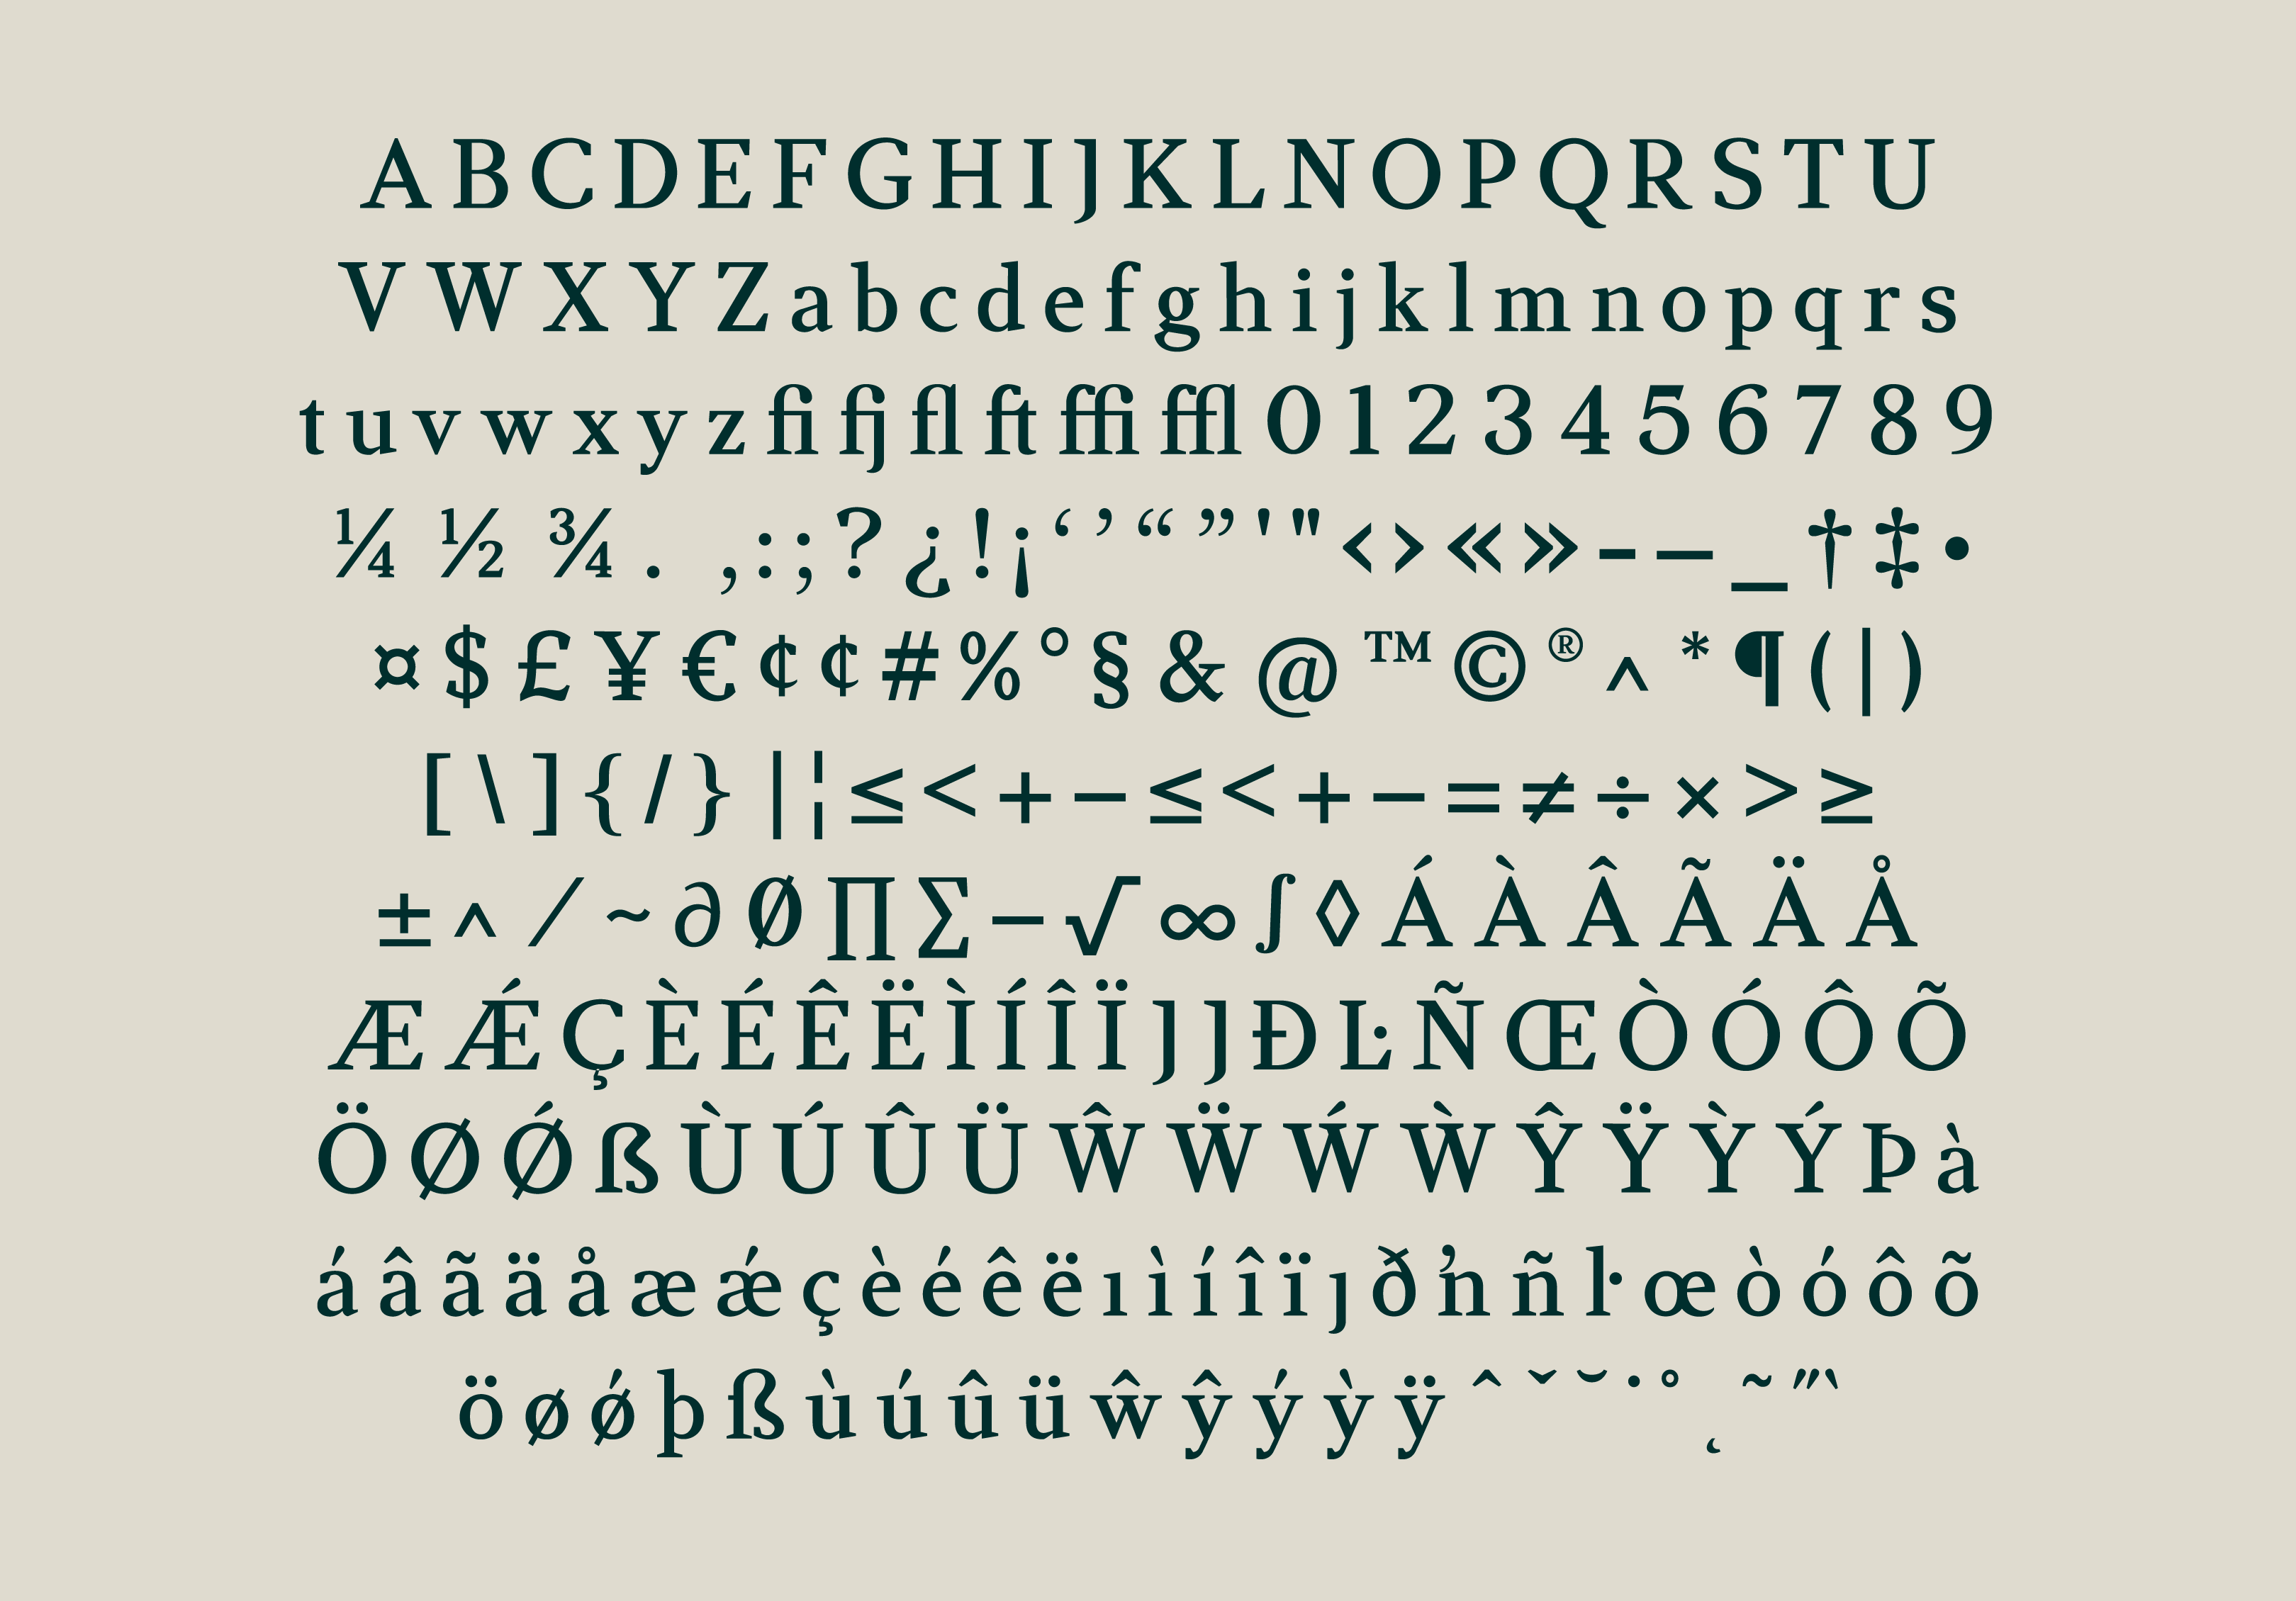 A B C D E F G H I J K L N O P Q R S T U
V W X Y Z a b c d e f g h i j k l m n o p q r s
t u v w x y z fi fj fl ft ffi ffl 0 1 2 3 4 5 6 7 8 9
¼ ½ ¾ . , : ; ? ¿ ! ¡ ‘ ’ “ ” ' " ‹ › « » - – _ † ‡ •
¤ $ £ ¥ € ¢ ¢ # % ° § & @ ™ © ® ^ * ¶ ( | )
[ \ ] { / } | ¦ ≤ < + − ≤ < + − = ≠ ÷ × > ≥
± ^ ⁄ ~ ∂ 0̸ ∏ ∑ − √ ∞ ∫ ◊ Á À Â Ã Ä Å
Æ Ǽ Ç È É Ê Ë Ì Í Î Ï J J Đ Ŀ Ñ Œ Ò Ó Ô Õ
Ö Ø Ǿ ẞ Ù Ú Û Ü Ŵ Ẅ Ẃ Ẁ Ŷ Ÿ Ỳ Ý Þ à
á â ã ä å æ ǽ ç è é ê ë ı ì í î ï ȷ ð ŉ ñ ŀ œ ò ó ô õ
ö ø ǿ þ ß ù ú û ü ŵ ŷ ý ỳ ÿ ˆ ˇ ˘ ˙ ˚ ˛ ˜ ˝